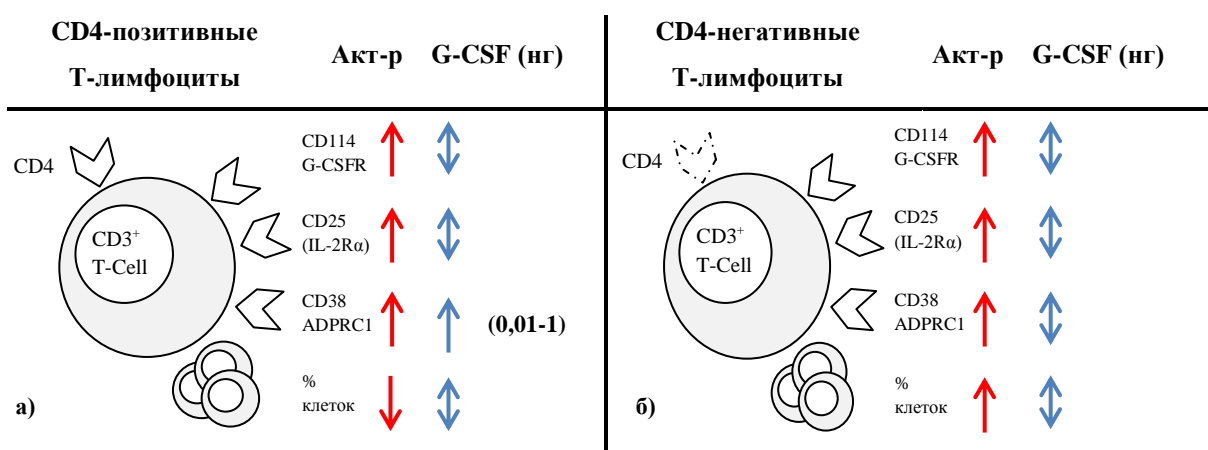 CD4-позитивные
Т-лимфоциты
Акт-р
G-CSF (нг)
CD4
CD3+
T-Cell
CD114
G-CSFR
CD25
(IL-2Rα)
CD38
ADPRC1
(0,01-1)
%
клеток
а)
CD4-негативные
Т-лимфоциты
Акт-р
G-CSF (нг)
CD4
CD3+
T-Cell
CD114
G-CSFR
CD25
(IL-2Rα)
CD38
ADPRC1
%
клеток
б)